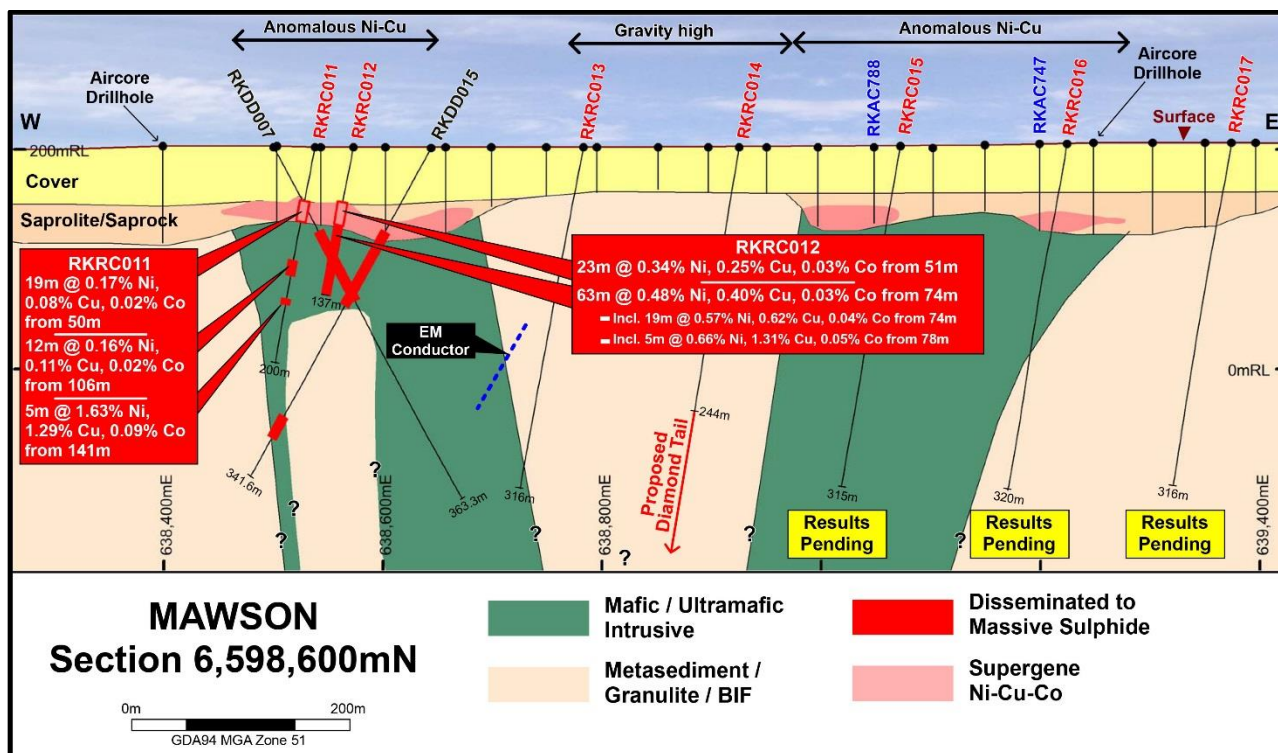 Anomalous Ni-Cu
Gravity high
Anomalous Ni-Cu
Aircore
Drillhole
RKDD007
RKRC011
RKRC012
RKDD015
RKRC013
RKRC014
RKAC788
RKRC015
RKAC747
RKRC016
Aircore
Drillhole
RKRC017
W
Surface
E
200mRL
Cover
Saprolite/Saprock
RKRC011
19m @ 0.17% Ni,
0.08% Cu, 0.02% Co
from 50m
12m @ 0.16% Ni,
0.11% Cu, 0.02% Co
from 106m
5m @ 1.63% Ni,
1.29% Cu, 0.09% Co
from 141m
RKRC012
23m @ 0.34% Ni, 0.25% Cu, 0.03% Co from 51m
63m @ 0.48% Ni, 0.40% Cu, 0.03% Co from 74m
Incl. 19m @ 0.57% Ni, 0.62% Cu, 0.04% Co from 74m
Incl. 5m @ 0.66% Ni, 1.31% Cu, 0.05% Co from 78m
137m
EM
Conductor
200m
0mRL
244m
Proposed
Diamond Tail
341.6m
363.3m
316m
315m
320m
316m
?
?
?
?
?
?
?
638,400mE
638,600mE
638,800mE
639,400mE
Results
Pending
Results
Pending
Results
Pending
MAWSON
Section 6,598,600mN
0m
200m
GDA94 MGA Zone 51
Mafic / Ultramafic
Intrusive
Metasediment /
Granulite / BIF
Disseminated to
Massive Sulphide
Supergene
Ni-Cu-Co